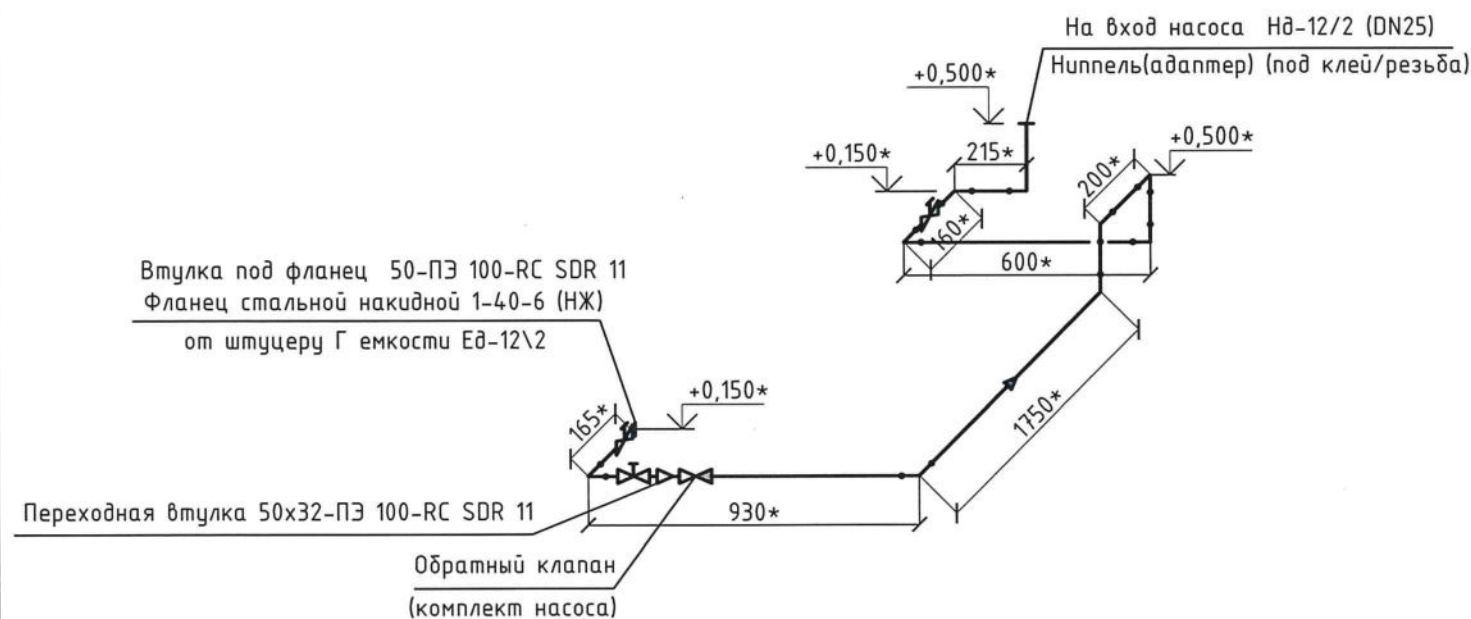 На вход насоса Нд-12/2 (DN25)
Ниппель(адаптер) (под клей/резьба)
+0,500*
+0,500*
+0,150*
215*
200*
160*
600*
Втулка под фланец 50-ПЭ 100-RC SDR 11
Фланец стальной накидной 1-40-6 (НЖ)
от штуцеру Г емкости Ед-12\2
+0,150*
165*
1750*
Переходная втулка 50х32-ПЭ 100-RC SDR 11
930*
Обратный клапан
(комплект насоса)